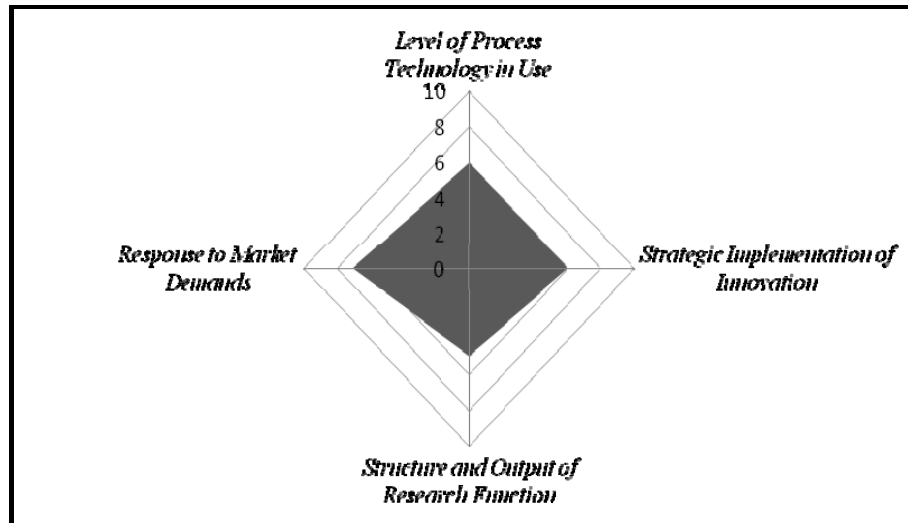 Level of Process
Technology in Use
10
8
6
4
2
0
Response to Market
Demands
Strategic Implementation of
Innovation
Structure and Output of
Research Function